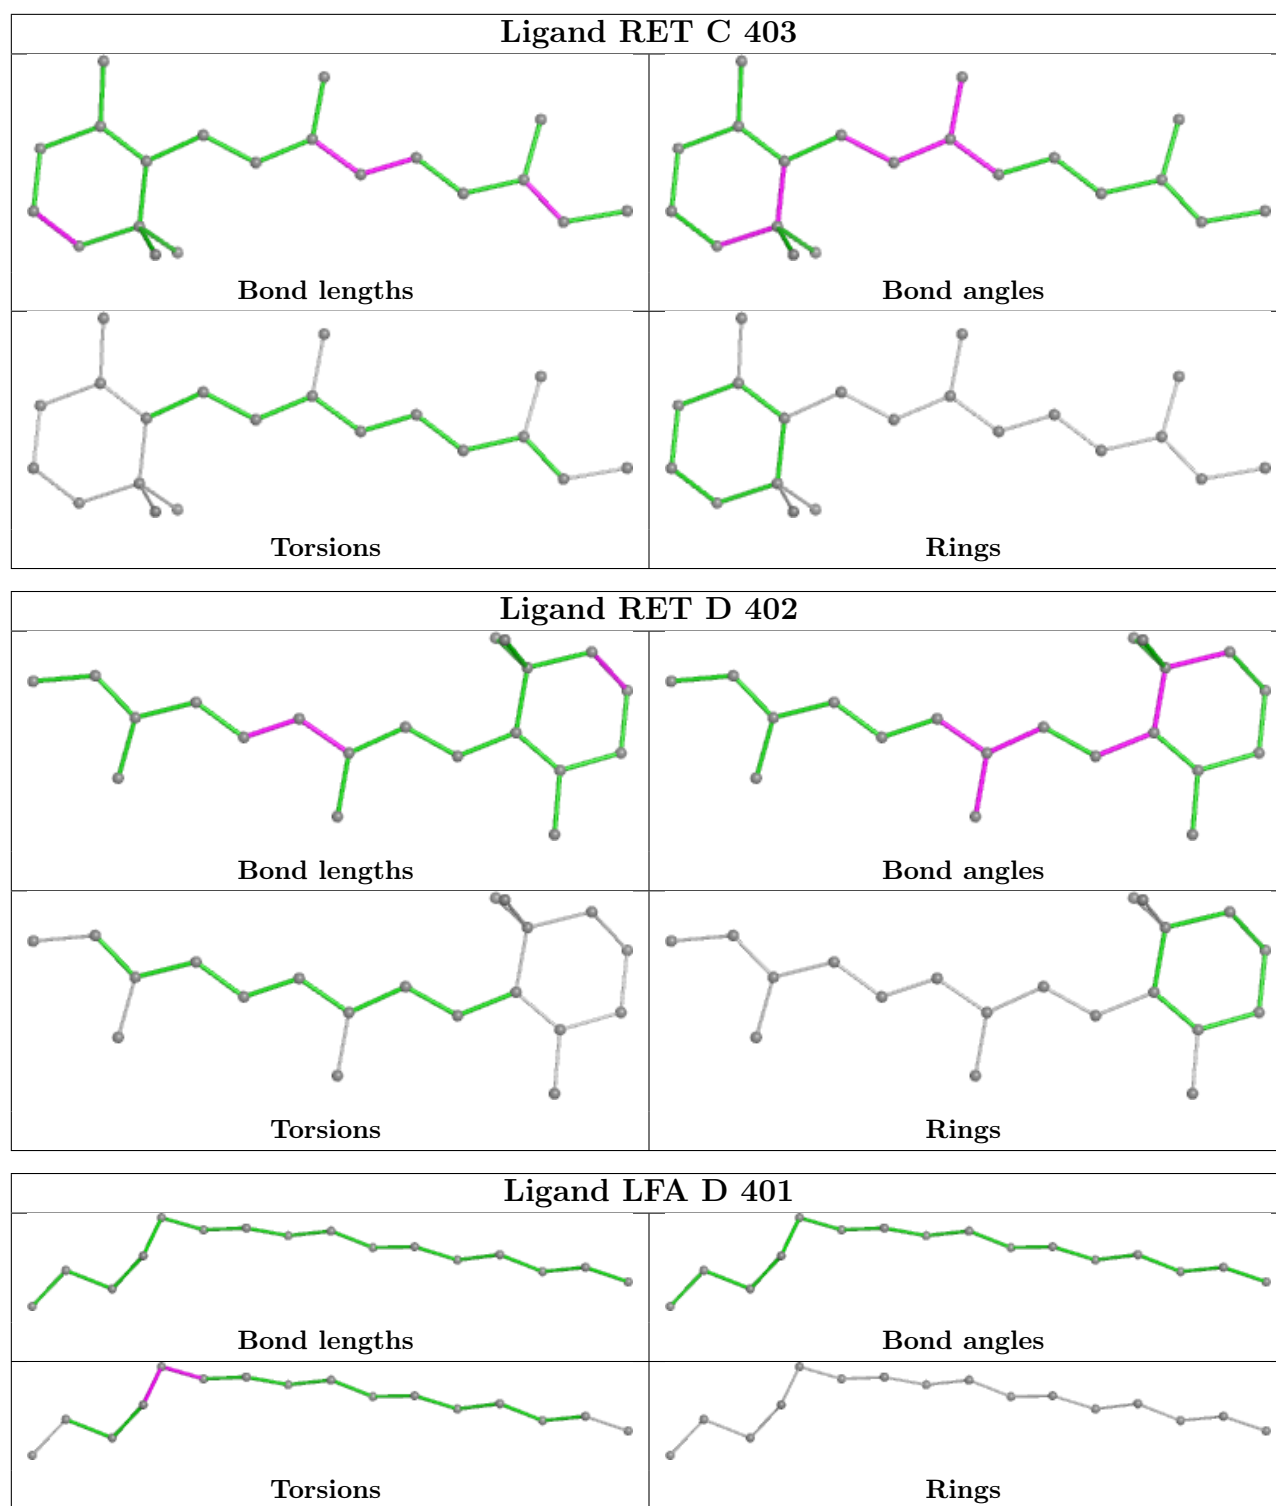 Ligand RET C 403
Bond lengths
Bond angles
Torsions
Rings
Ligand RET D 402
Bond lengths
Bond angles
Torsions
Rings
Ligand LFA D 401
Bond lengths
Bond angles
Torsions
Rings